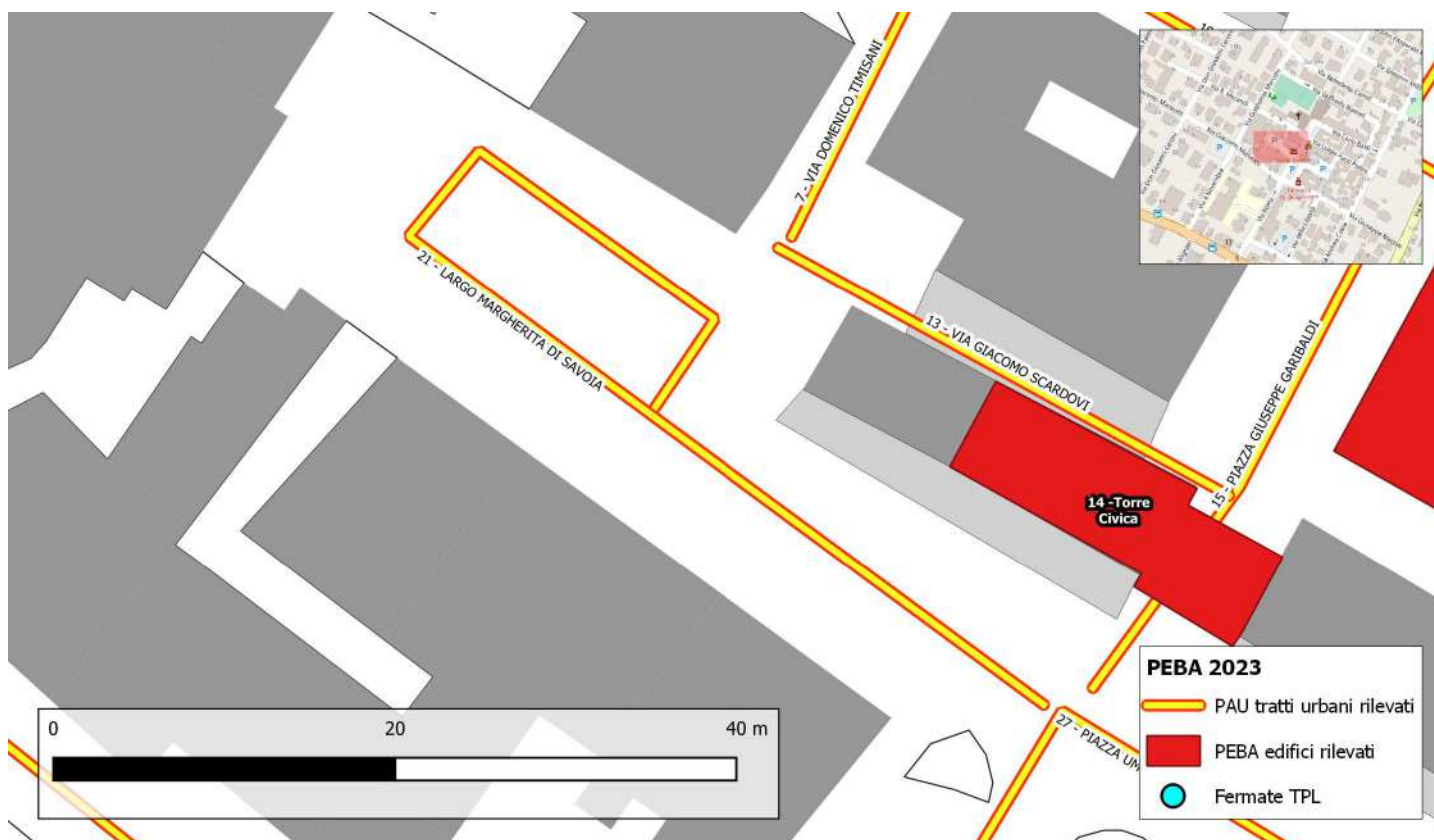 7 - VIA DOMENICO TIMISANI
21 - LARGO MARGHERITA DI SAVOIA
13 - VIA GIACOMO SCARDOVI
15 - PIAZZA GIUSEPPE GARIBALDI
14 -Torre
Civica
27 - PIAZZA UM
0 20 40 m
PEBA 2023
PAU tratti urbani rilevati
PEBA edifici rilevati
Fermate TPL